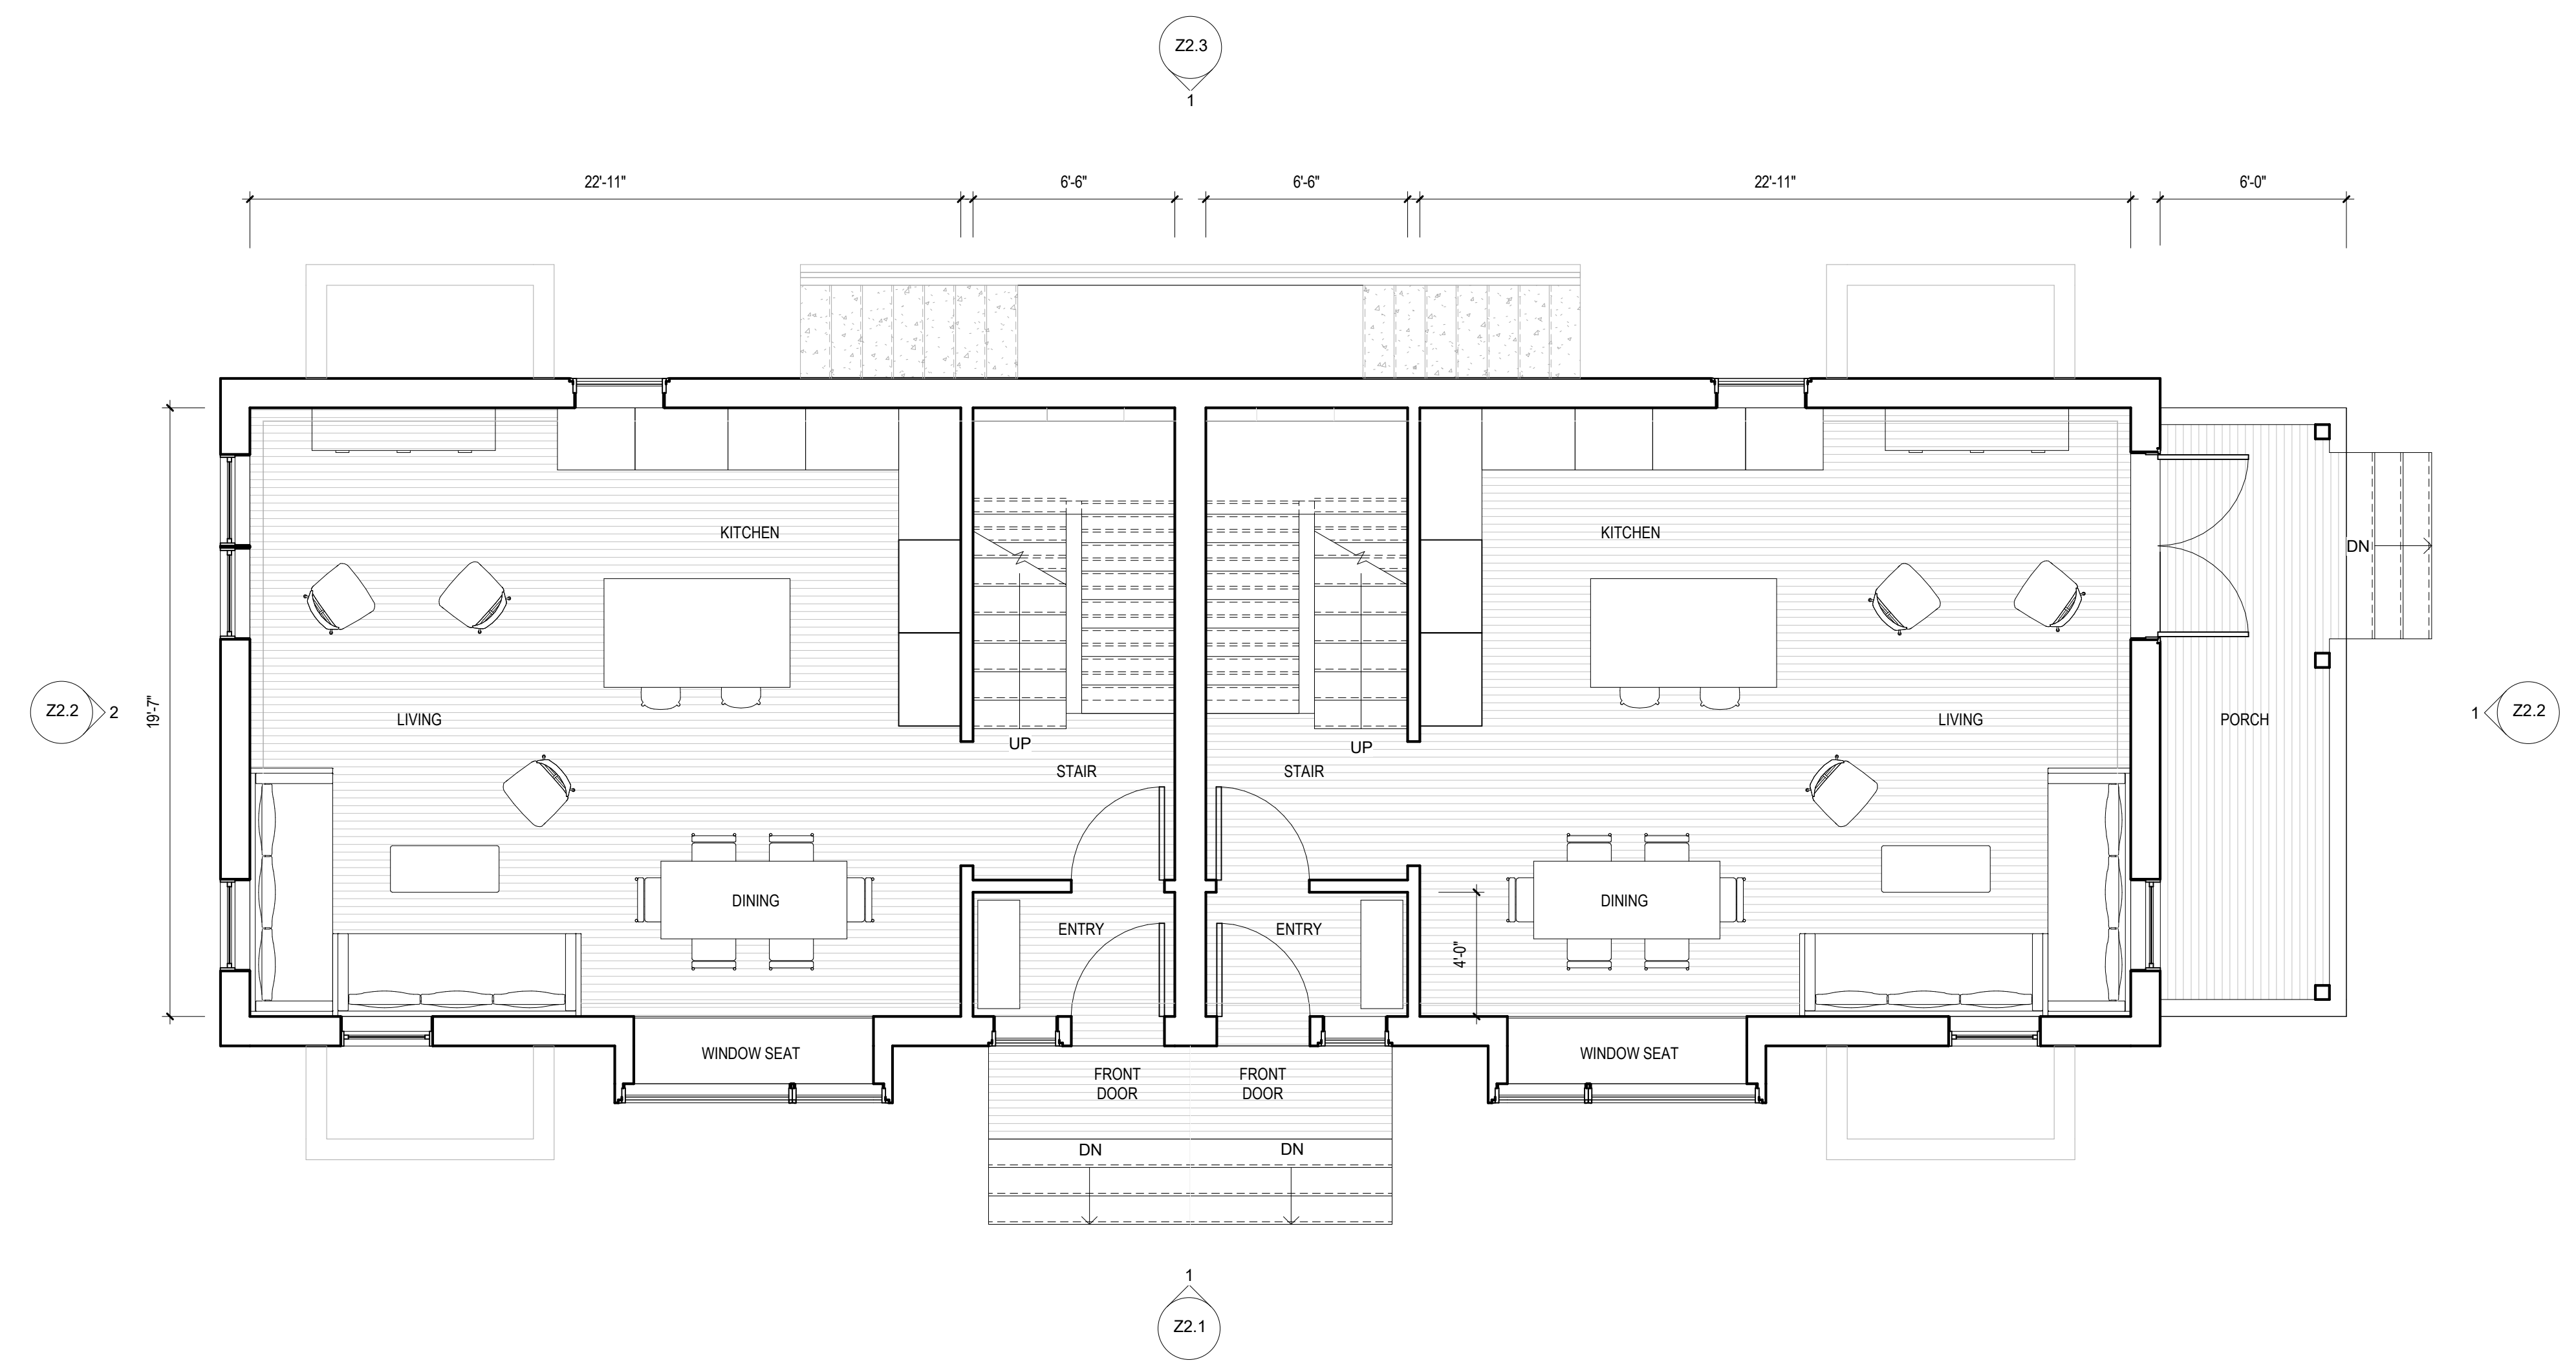 Z2.3
1
22'-11"
6'-6"
6'-6"
22'-11"
6'-0"
KITCHEN
KITCHEN
DN
Z2.2
2
19'-7"
LIVING
UP
STAIR
STAIR
UP
LIVING
PORCH
1
Z2.2
DINING
ENTRY
ENTRY
4'-0"
DINING
WINDOW SEAT
FRONT
DOOR
FRONT
DOOR
WINDOW SEAT
DN
DN
1
Z2.1